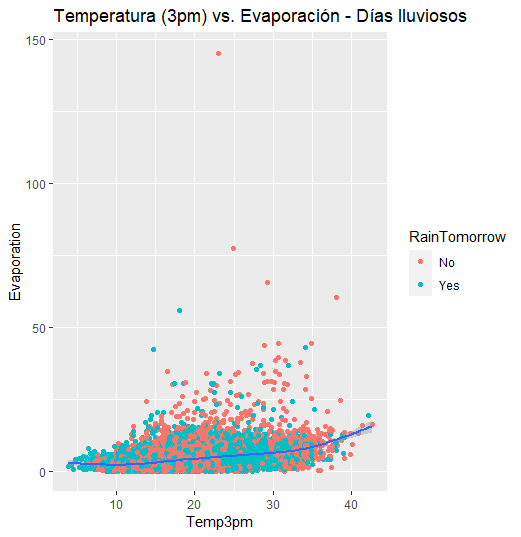 Temperatura (3pm) vs. Evaporación - Días lluviosos
150
100
50
0
Evaporation
10 20 30 40
Temp3pm
RainTomorrow
No
Yes